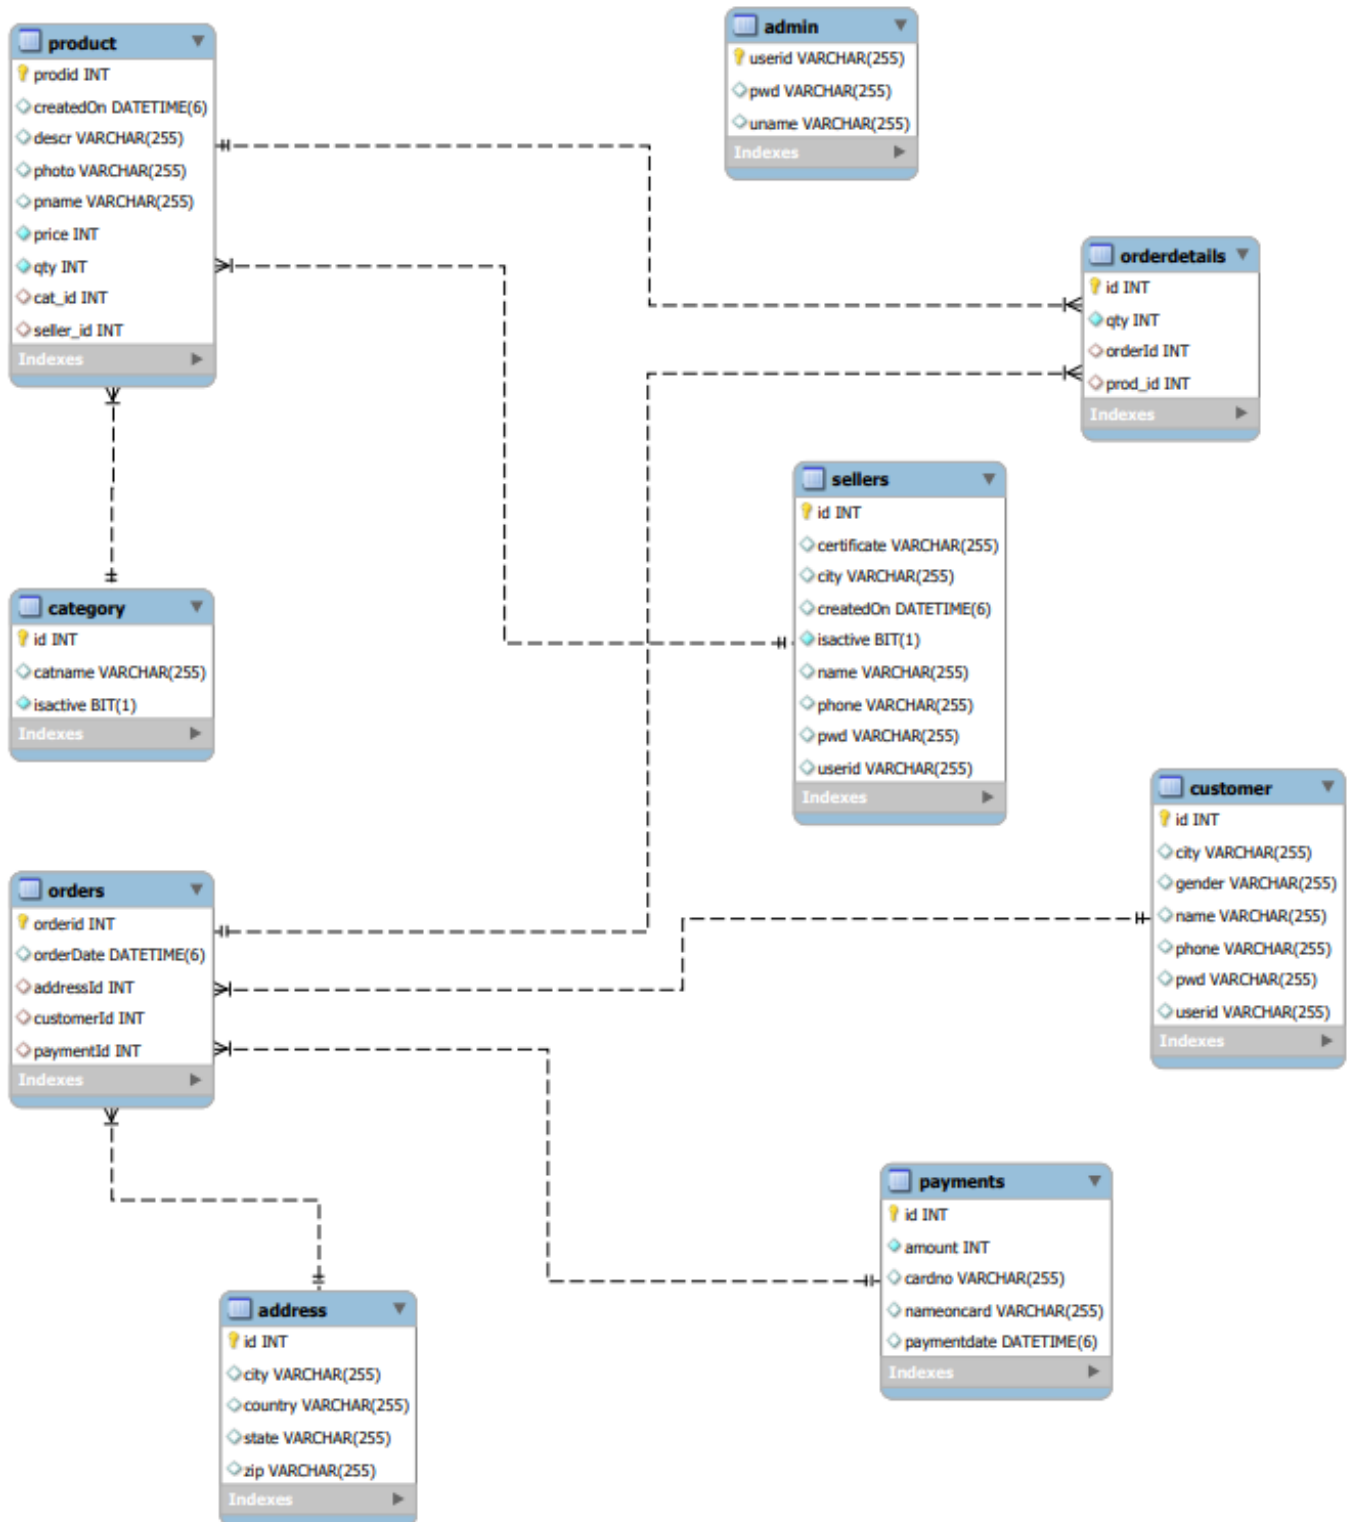 product
prodid INT
createdOn DATETIME(6)
descr VARCHAR(255)
photo VARCHAR(255)
pname VARCHAR(255)
price INT
qty INT
cat_id INT
seller_id INT
Indexes
admin
userid VARCHAR(255)
pwd VARCHAR(255)
uname VARCHAR(255)
Indexes
orderdetails
id INT
qty INT
orderId INT
prod_id INT
Indexes
sellers
id INT
certificate VARCHAR(255)
city VARCHAR(255)
createdOn DATETIME(6)
isactive BIT(1)
name VARCHAR(255)
phone VARCHAR(255)
pwd VARCHAR(255)
userid VARCHAR(255)
Indexes
category
id INT
catname VARCHAR(255)
isactive BIT(1)
Indexes
customer
id INT
city VARCHAR(255)
gender VARCHAR(255)
name VARCHAR(255)
phone VARCHAR(255)
pwd VARCHAR(255)
userid VARCHAR(255)
Indexes
orders
orderid INT
orderDate DATETIME(6)
addressId INT
customerId INT
paymentId INT
Indexes
payments
id INT
amount INT
cardno VARCHAR(255)
nameoncard VARCHAR(255)
paymentdate DATETIME(6)
Indexes
address
id INT
city VARCHAR(255)
country VARCHAR(255)
state VARCHAR(255)
zip VARCHAR(255)
Indexes